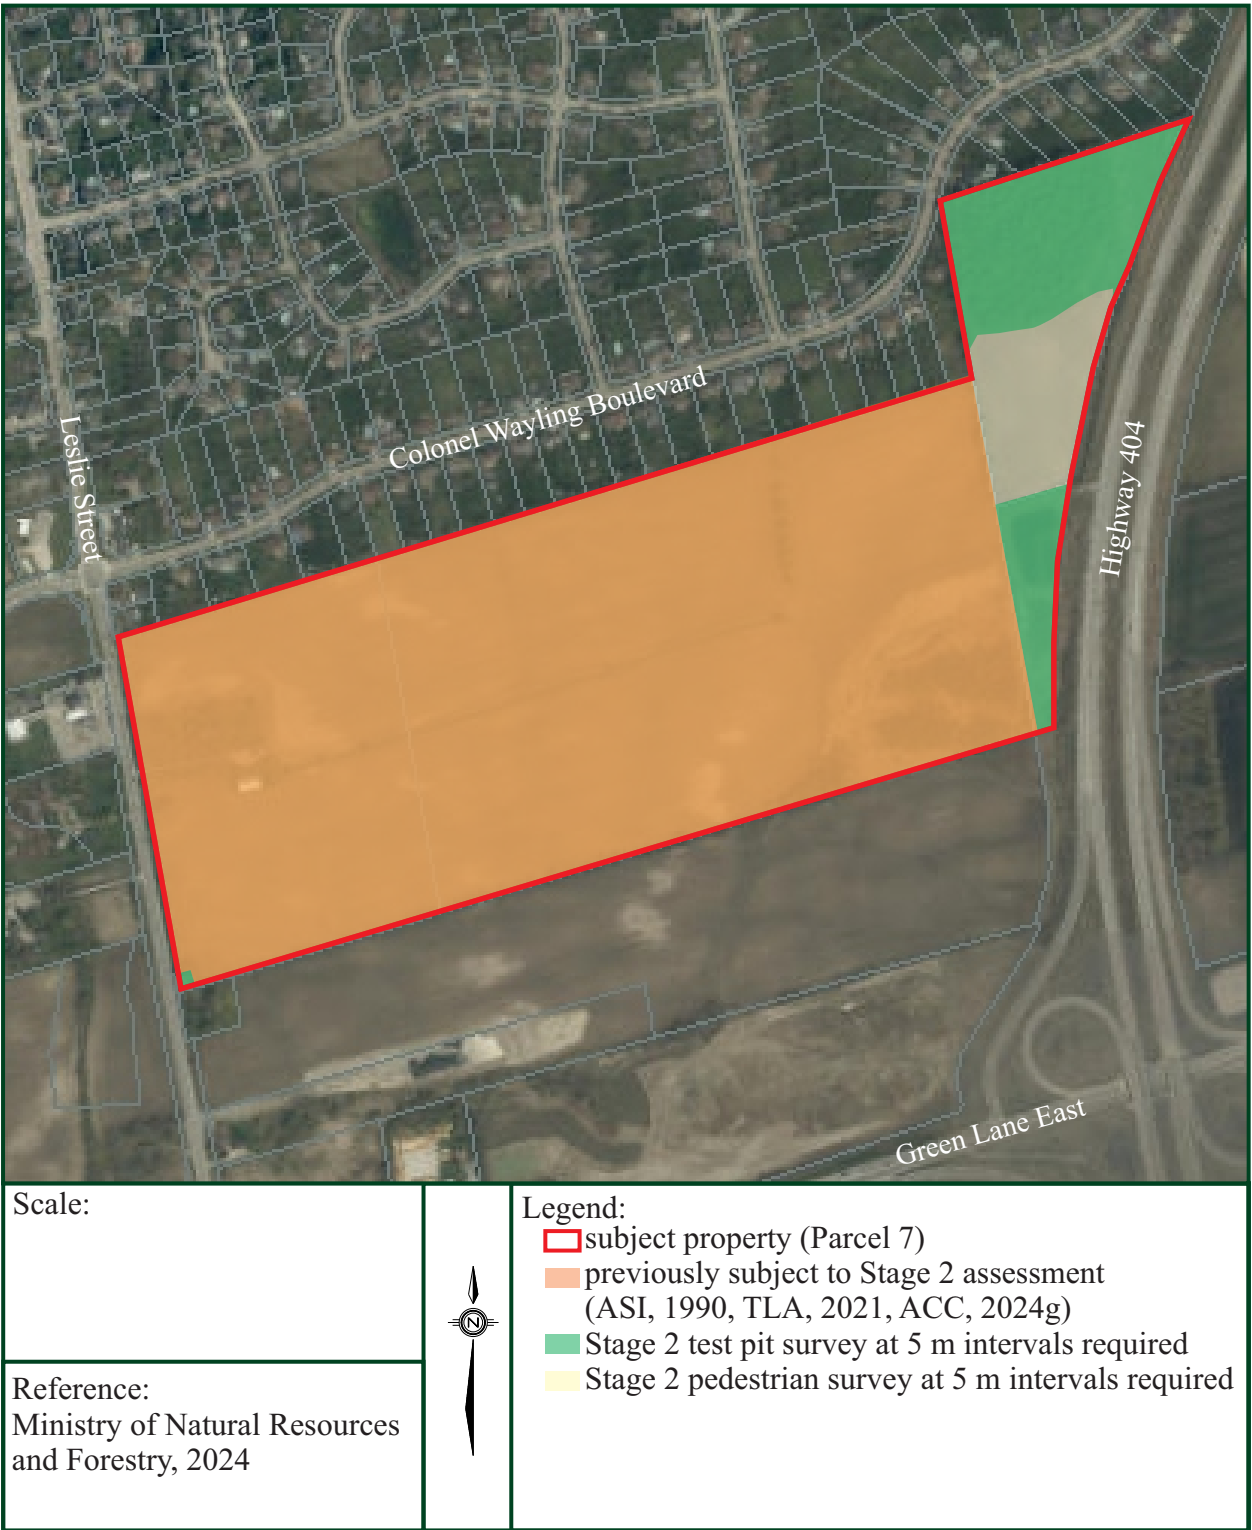 Leslie Street
Colonel Wayling Boulevard
Highway 404
Green Lane East
Scale:
Reference:
Ministry of Natural Resources
and Forestry, 2024
N
Legend:
subject property (Parcel 7)
previously subject to Stage 2 assessment
(ASI, 1990, TLA, 2021, ACC, 2024g)
Stage 2 test pit survey at 5 m intervals required
Stage 2 pedestrian survey at 5 m intervals required